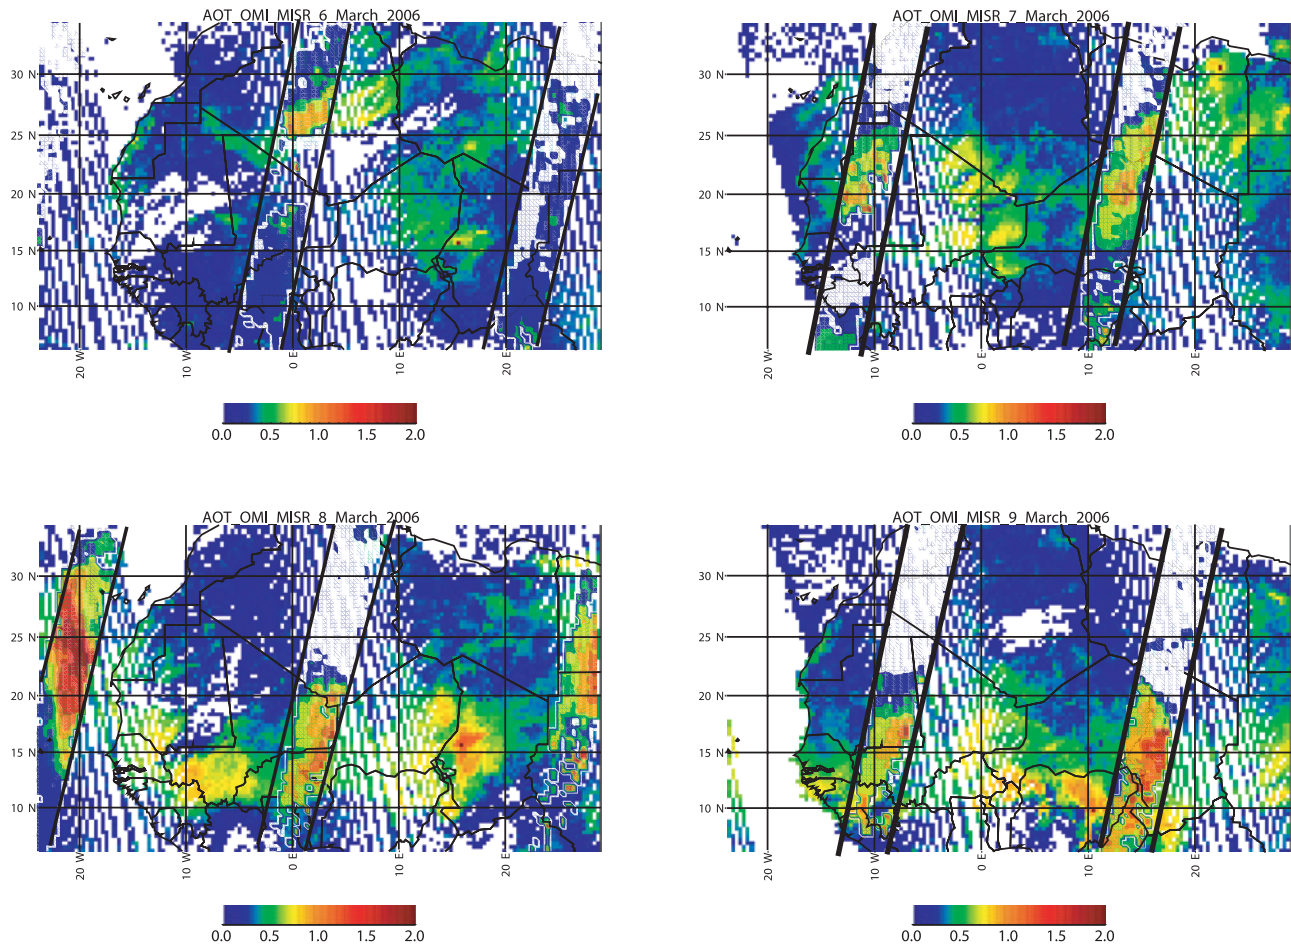 AOT_OMI_MISR_6_March_2006
AOT_OMI_MISR_7_March_2006
30 N
25 N
20 N
15 N
10 N
20 W
10 W
0 E
10 E
20 E
0.0 0.5 1.0 1.5 2.0
30 N
25 N
20 N
15 N
10 N
20 W
10 W
0 E
10 E
20 E
0.0 0.5 1.0 1.5 2.0
AOT_OMI_MISR_8_March_2006
AOT_OMI_MISR_9_March_2006
30 N
25 N
20 N
15 N
10 N
20 W
10 W
0 E
10 E
20 E
0.0 0.5 1.0 1.5 2.0
30 N
25 N
20 N
15 N
10 N
20 W
10 W
0 E
10 E
20 E
0.0 0.5 1.0 1.5 2.0